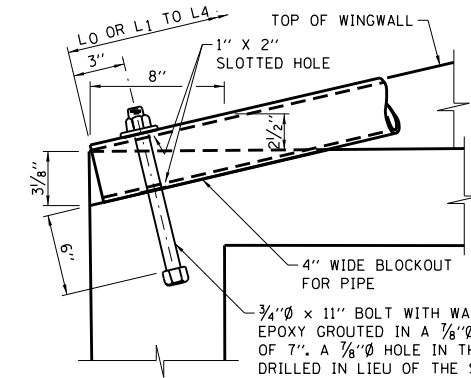 L0 OR L1 TO L4
3"
8"
TOP OF WINGWALL
1" X 2"
SLOTTED HOLE
2½"
3⅛"
6"
4" WIDE BLOCKOUT
FOR PIPE
¾"Ø x 11" BOLT WITH WA
EPOXY GROUTED IN A ⅞"Ø
OF 7". A ⅞"Ø HOLE IN TH
DRILLED IN LIEU OF THE